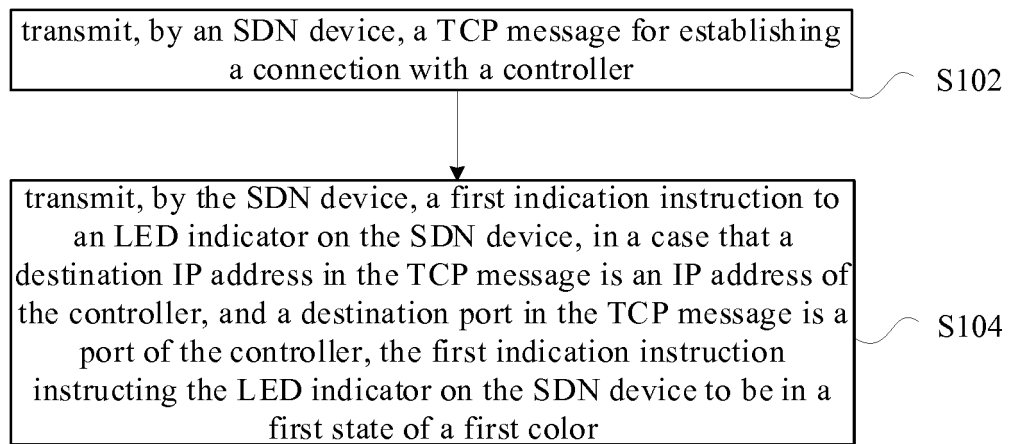 transmit, by an SDN device, a TCP message for establishing
a connection with a controller
S102
transmit, by the SDN device, a first indication instruction to
an LED indicator on the SDN device, in a case that a
destination IP address in the TCP message is an IP address of
the controller, and a destination port in the TCP message is a
port of the controller, the first indication instruction
instructing the LED indicator on the SDN device to be in a
first state of a first color
S104